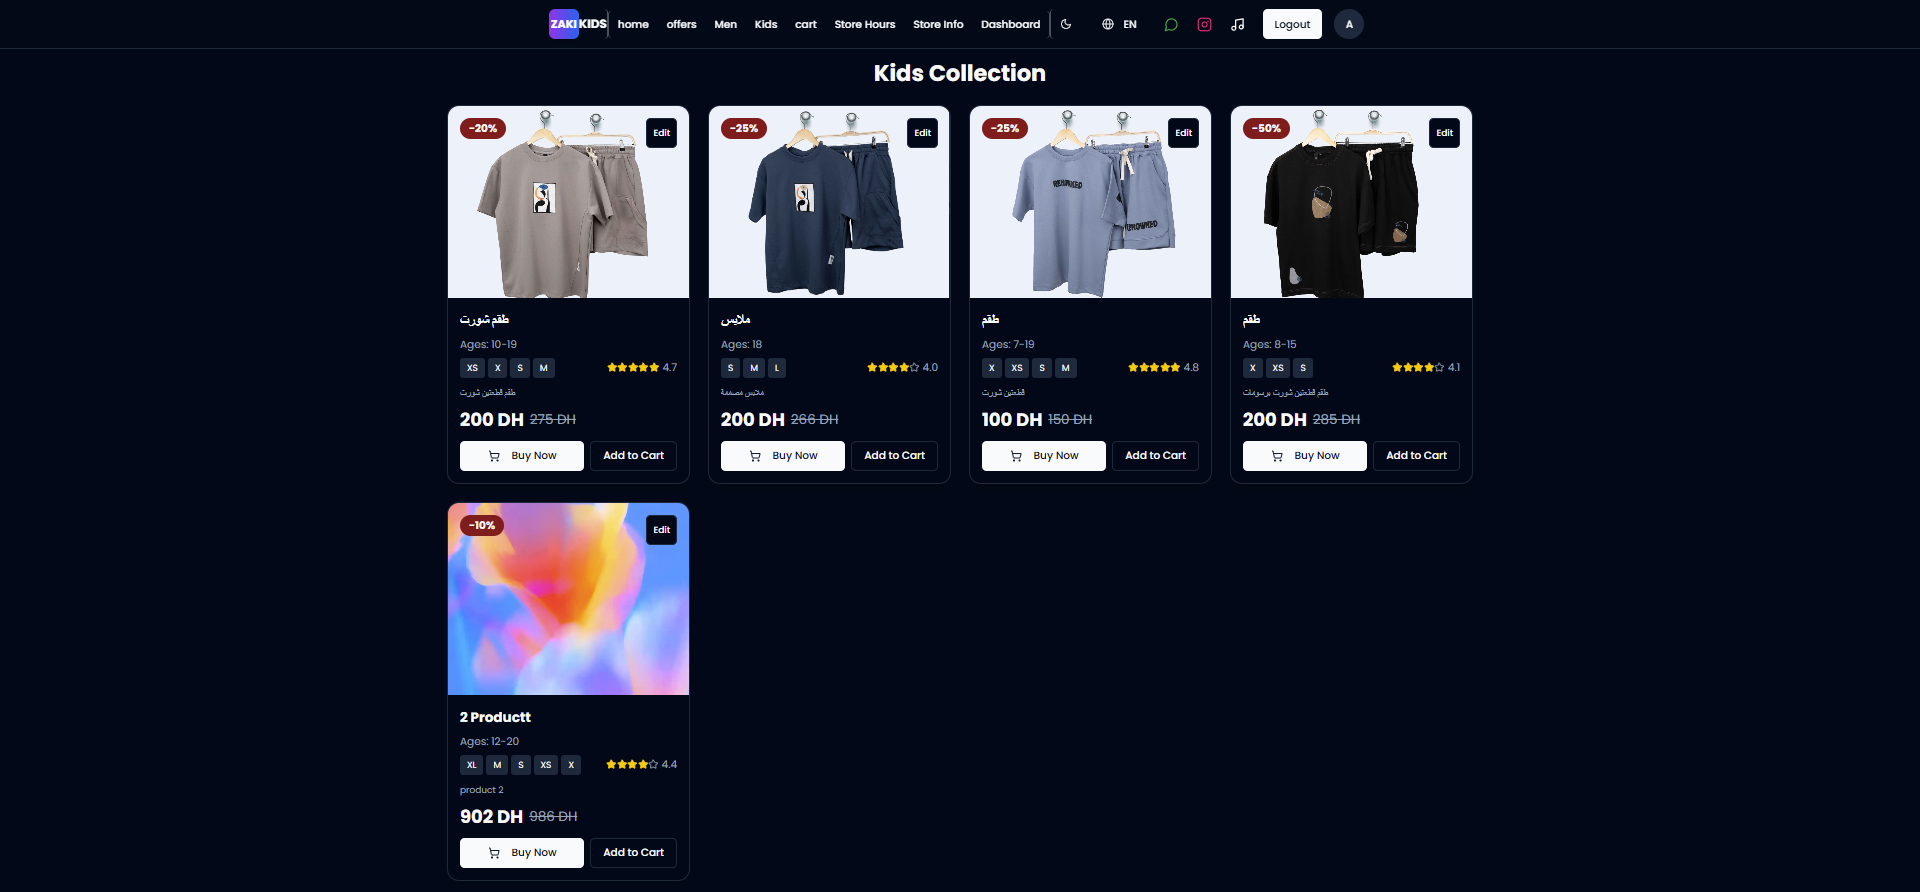 ZAKI KIDS home offers Men Kids cart Store Hours Store Info Dashboard EN Logout A
Kids Collection
-20% Edit
طقم شورت
Ages: 10-19
XS X S M 4.7
طقم قطعتين شورت
200 DH 275 DH
Buy Now Add to Cart
-25% Edit
ملابس
Ages: 18
S M L 4.0
ملابس مصممة
200 DH 266 DH
Buy Now Add to Cart
-25% Edit
RENOWNED
طقم
Ages: 7-19
X XS S M 4.8
قطعتين شورت
100 DH 150 DH
Buy Now Add to Cart
-50% Edit
طقم
Ages: 8-15
X XS S 4.1
طقم قطعتين شورت برسومات
200 DH 285 DH
Buy Now Add to Cart
-10% Edit
2 Productt
Ages: 12-20
XL M S XS X 4.4
product 2
902 DH 986 DH
Buy Now Add to Cart